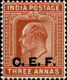 INDIA POSTAGE
C.E.F.
THREE ANNAS